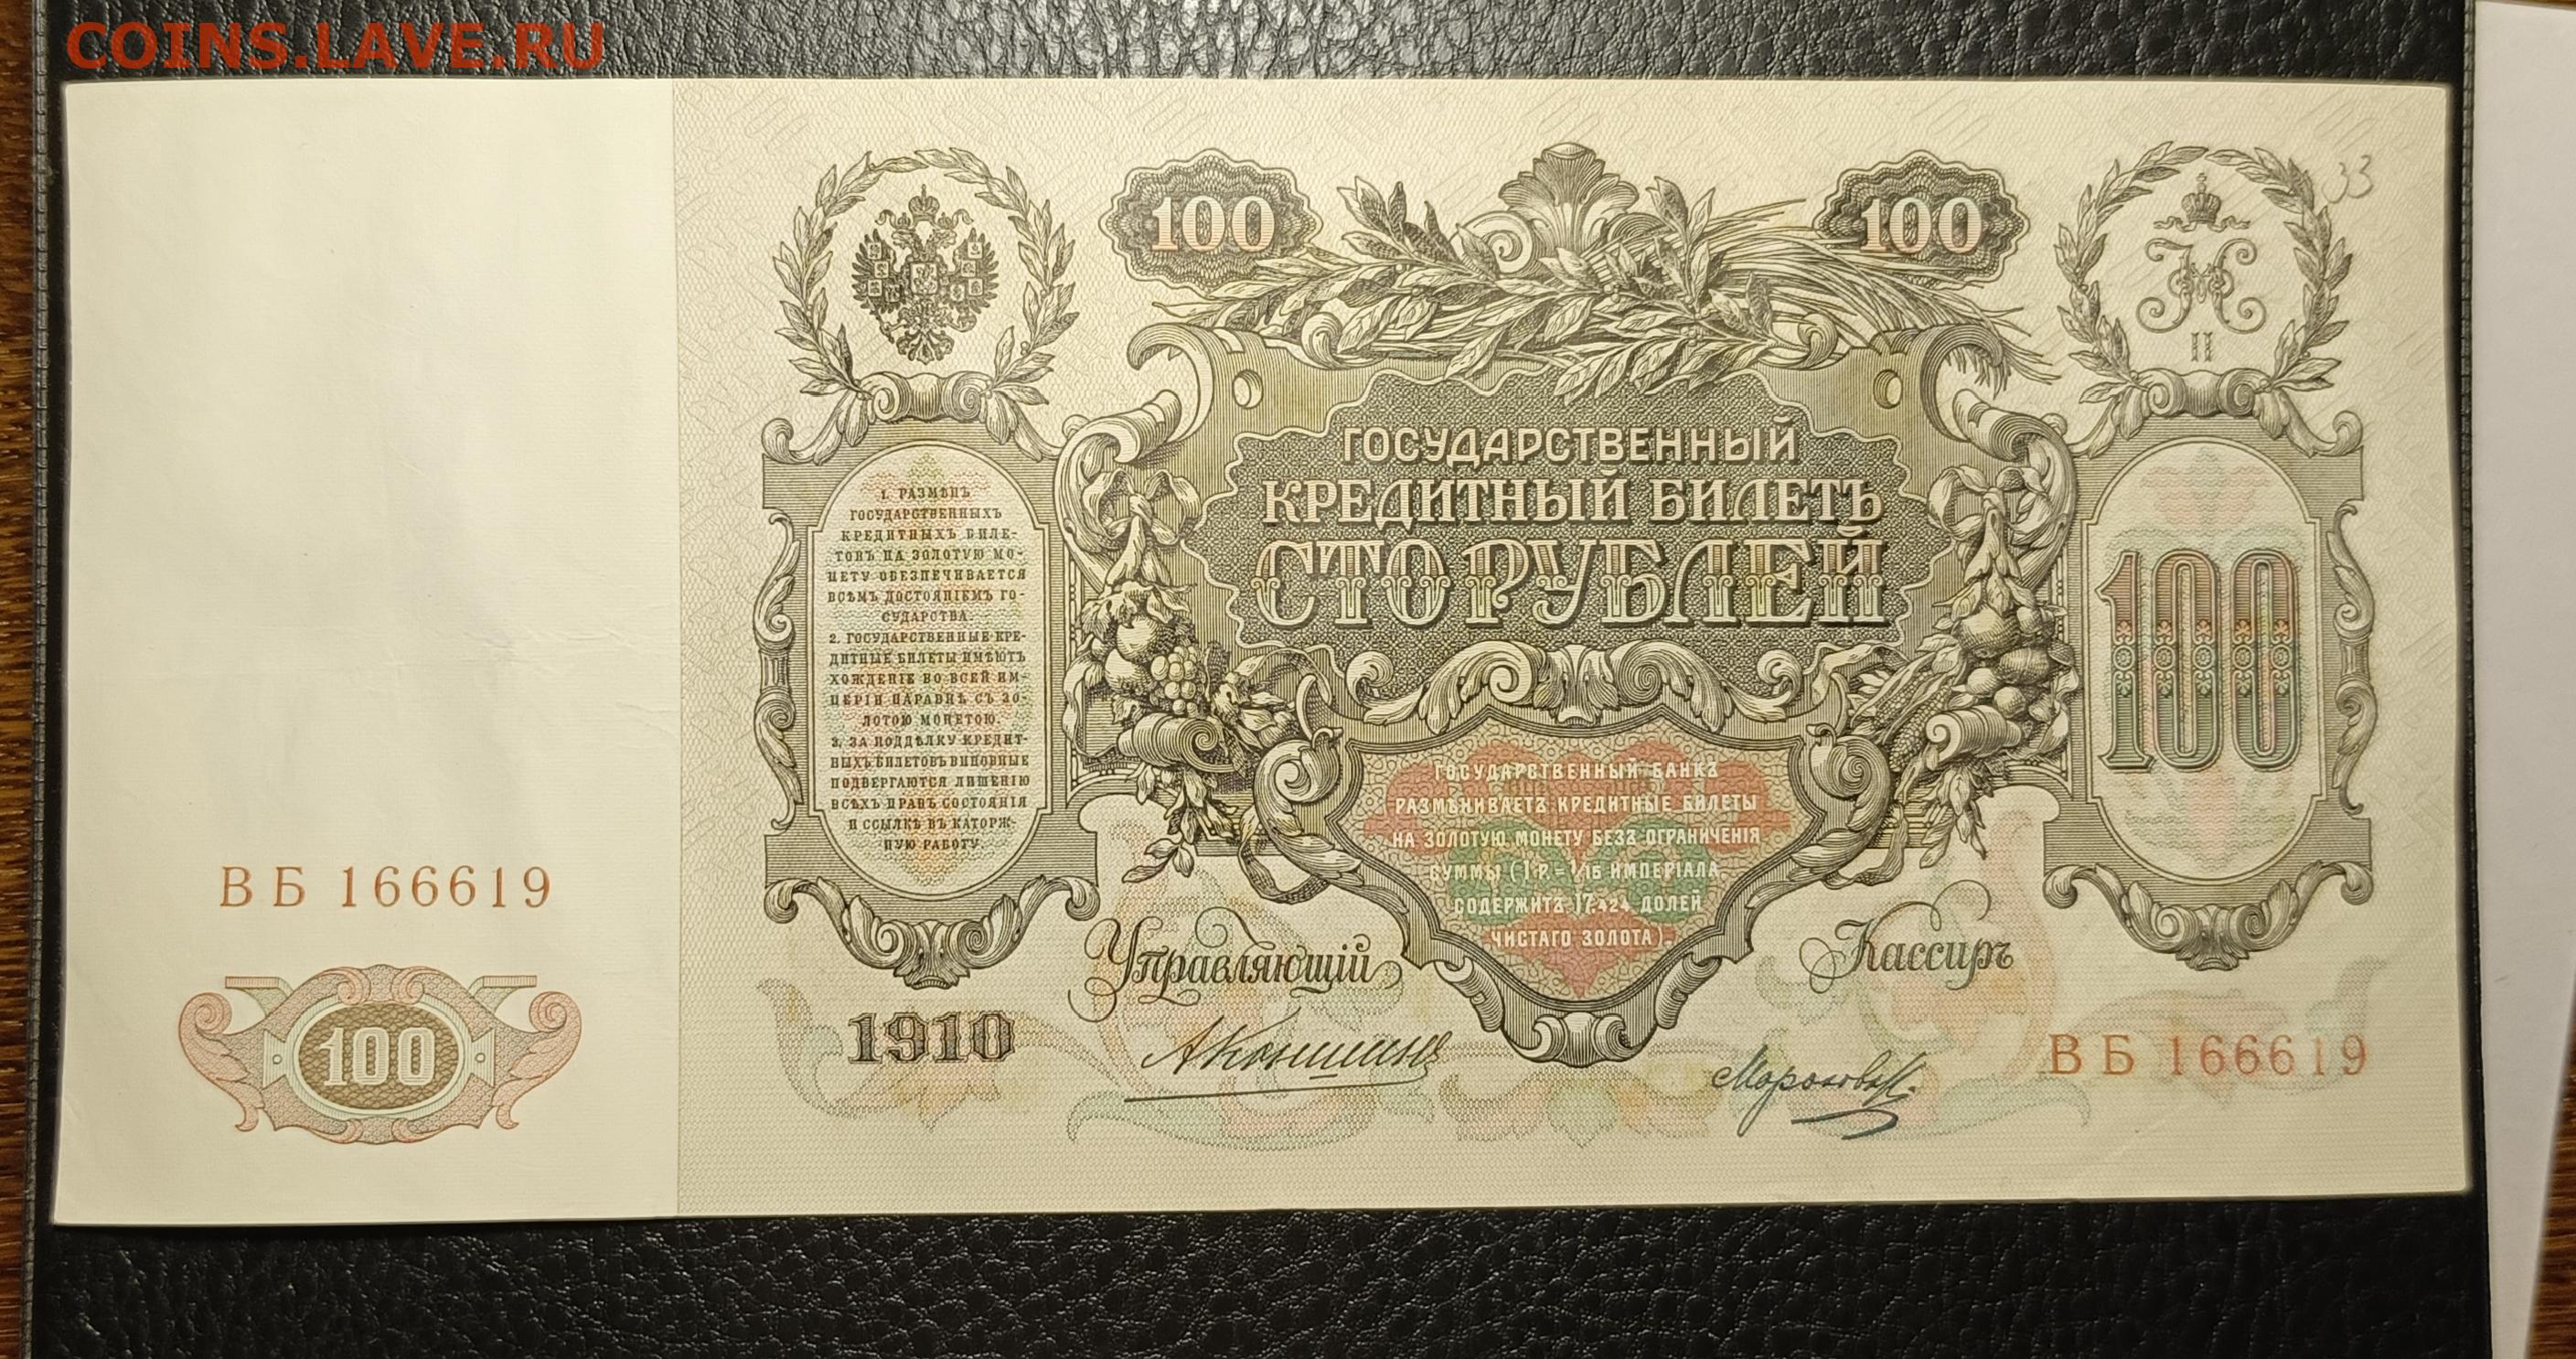 COINS.LAVE.RU
100
100
33
Н
II
ГОСУДАРСТВЕННЫЙ
КРЕДИТНЫЙ БИЛЕТЪ
СТО РУБЛЕЙ
1. РАЗМѢНЪ
ГОСУДАРСТВЕННЫХЪ
КРЕДИТНЫХЪ БИЛЕ-
ТОВЪ НА ЗОЛОТУЮ МО-
НЕТУ ОБЕЗПЕЧИВАЕТСЯ
ВСѢМЪ ДОСТОЯНІЕМЪ ГО-
СУДАРСТВА.
2. ГОСУДАРСТВЕННЫЕ КРЕ-
ДИТНЫЕ БИЛЕТЫ ИМѢЮТЪ
ХОЖДЕНІЕ ВО ВСЕЙ ИМ-
ПЕРІИ НАРАВНѢ СЪ ЗО-
ЛОТОЮ МОНЕТОЮ.
3. ЗА ПОДДѢЛКУ КРЕДИТ-
НЫХЪ БИЛЕТОВЪ ВИНОВНЫЕ
ПОДВЕРГАЮТСЯ ЛИШЕНІЮ
ВСѢХЪ ПРАВЪ СОСТОЯНІЯ
И ССЫЛКѢ ВЪ КАТОРЖ-
НУЮ РАБОТУ.
100
ГОСУДАРСТВЕННЫЙ БАНКЪ
РАЗМѢНИВАЕТЪ КРЕДИТНЫЕ БИЛЕТЫ
НА ЗОЛОТУЮ МОНЕТУ БЕЗЪ ОГРАНИЧЕНІЯ
СУММЫ (1 Р. = 1/15 ИМПЕРІАЛА,
СОДЕРЖИТЪ 17,424 ДОЛЕЙ
ЧИСТАГО ЗОЛОТА).
ВБ 166619
100
Управляющій
Кассиръ
1910
АКоншинъ
Морозовъ
ВБ 166619